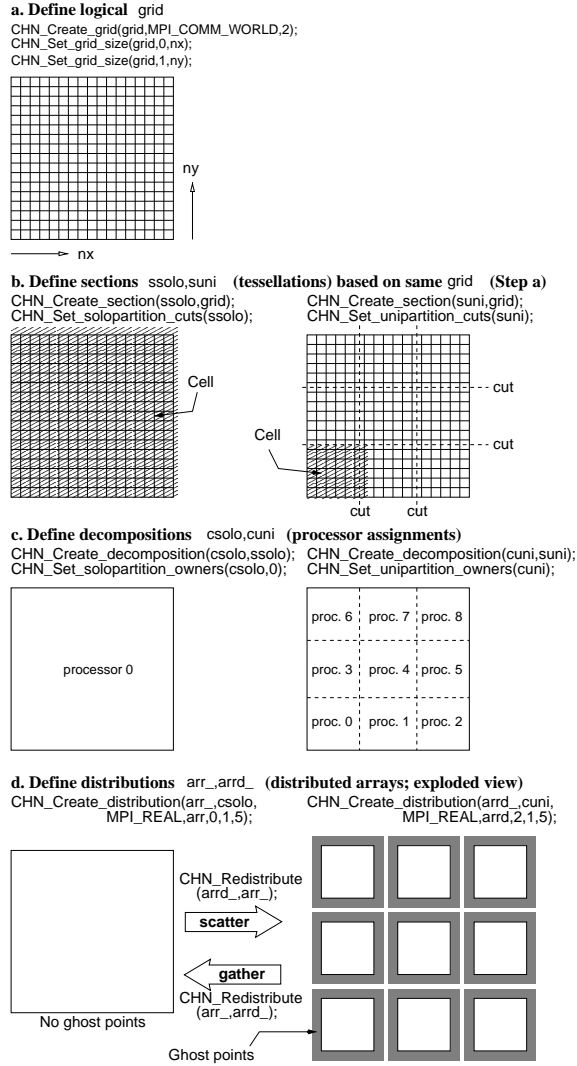 a. Define logical grid
CHN_Create_grid(grid,MPI_COMM_WORLD,2);
CHN_Set_grid_size(grid,0,nx);
CHN_Set_grid_size(grid,1,ny);
ny
nx
b. Define sections ssolo,suni (tessellations) based on same grid (Step a)
CHN_Create_section(ssolo,grid);
CHN_Set_solopartition_cuts(ssolo);
CHN_Create_section(suni,grid);
CHN_Set_unipartition_cuts(suni);
Cell
cut
Cell
cut
cut cut
c. Define decompositions csolo,cuni (processor assignments)
CHN_Create_decomposition(csolo,ssolo);
CHN_Set_solopartition_owners(csolo,0);
CHN_Create_decomposition(cuni,suni);
CHN_Set_unipartition_owners(cuni);
processor 0
proc. 6 proc. 7 proc. 8
proc. 3 proc. 4 proc. 5
proc. 0 proc. 1 proc. 2
d. Define distributions arr_,arrd_ (distributed arrays; exploded view)
CHN_Create_distribution(arr_,csolo,
MPI_REAL,arr,0,1,5);
CHN_Create_distribution(arrd_,cuni,
MPI_REAL,arrd,2,1,5);
CHN_Redistribute
(arrd_,arr_);
scatter
gather
CHN_Redistribute
(arr_,arrd_);
No ghost points
Ghost points